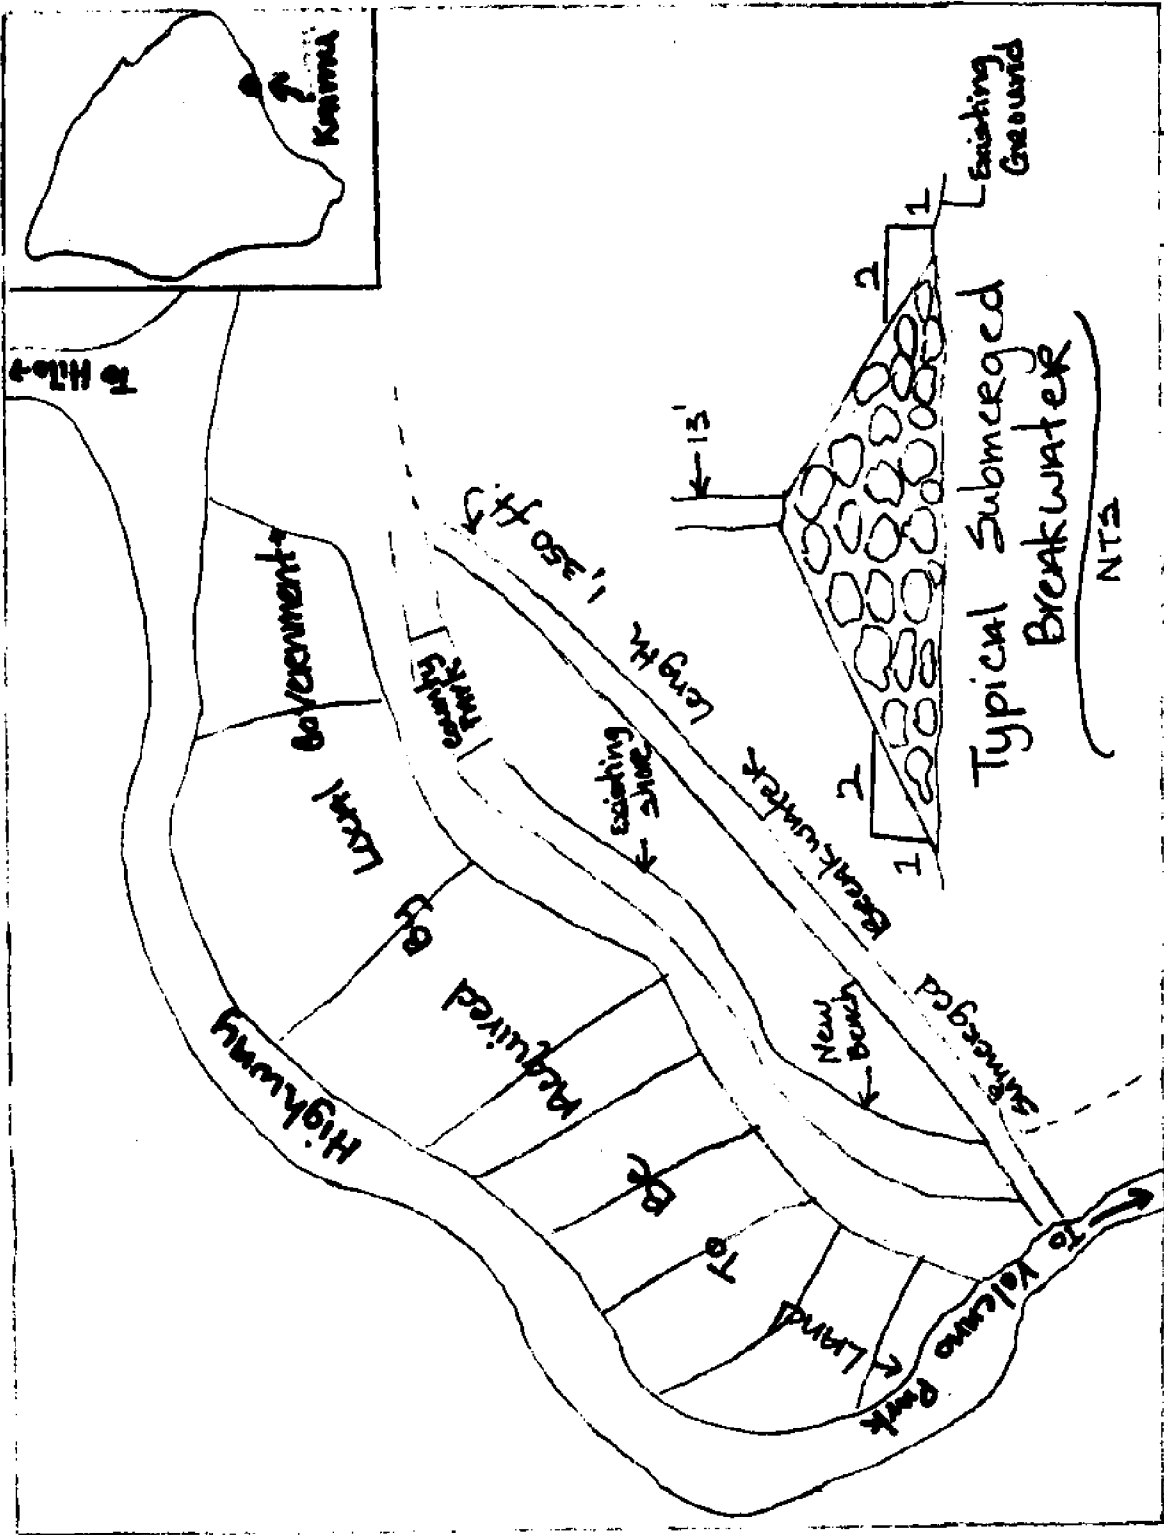 Kaimu
To Hilo →
Land To Be Acquired By Local Government
County
Park
Existing
Shore
Length 1,350 ft.
Submerged Breakwater
New
Beach
Highway
To Volcano Park
13'
2
1
2
1
Existing
Ground
Typical Submerged
Breakwater
NTS